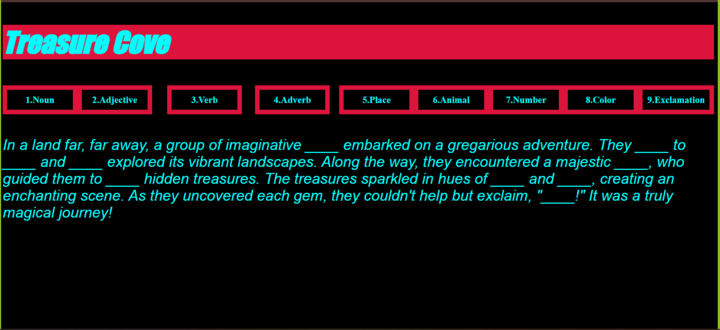 Treasure Cove
1.Noun 2.Adjective 3.Verb 4.Adverb 5.Place 6.Animal 7.Number 8.Color 9.Exclamation
In a land far, far away, a group of imaginative ____ embarked on a gregarious adventure. They ____ to
____ and ____ explored its vibrant landscapes. Along the way, they encountered a majestic ____, who
guided them to ____ hidden treasures. The treasures sparkled in hues of ____ and ____, creating an
enchanting scene. As they uncovered each gem, they couldn't help but exclaim, "____!" It was a truly
magical journey!